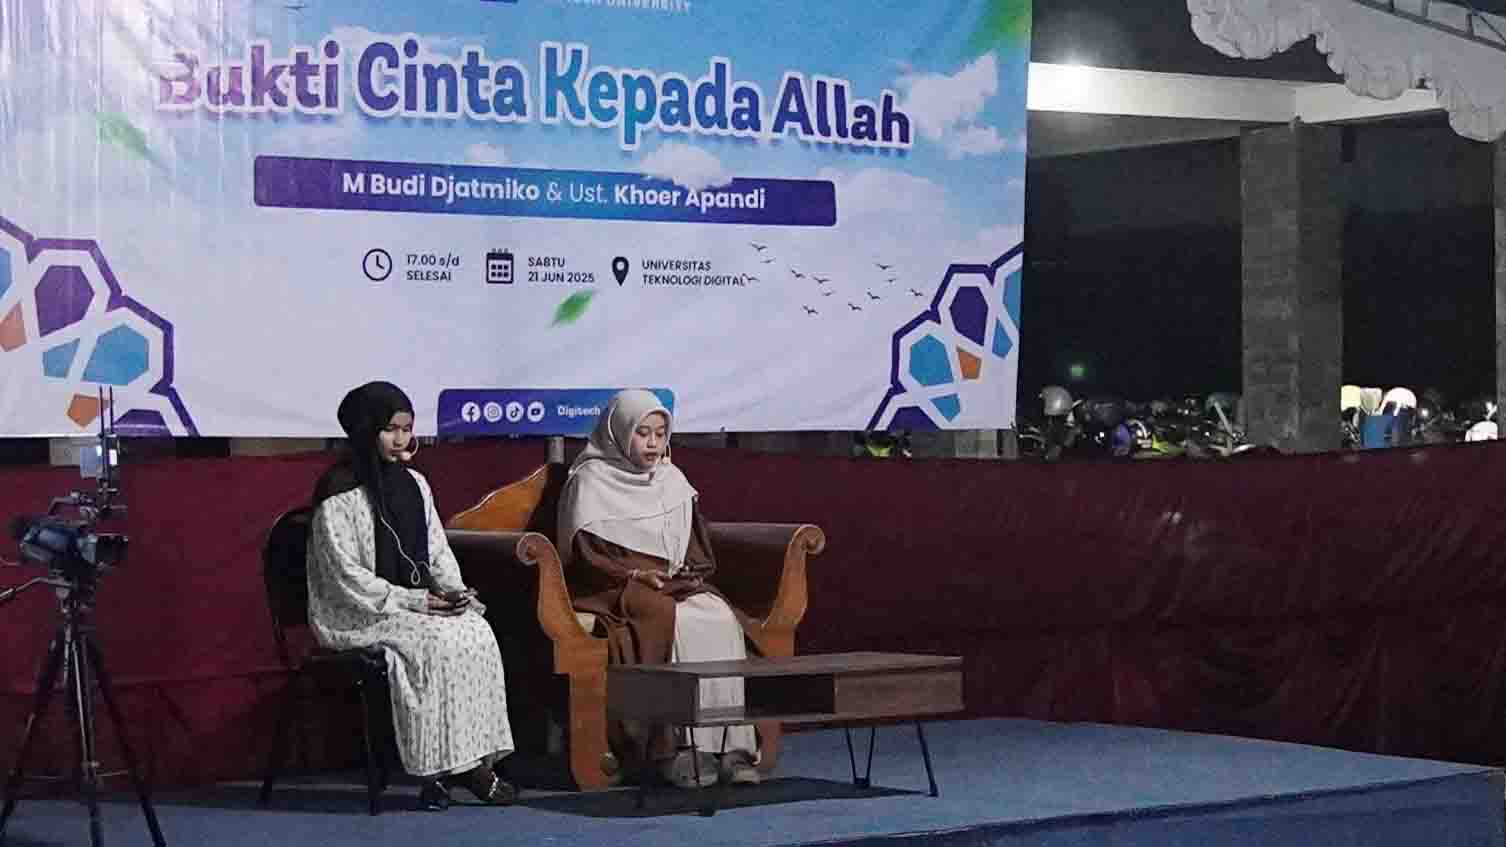 UNIVERSITY
Bukti Cinta Kepada Allah
M Budi Djatmiko & Ust. Khoer Apandi
17.00 s/d
SELESAI
SABTU
21 JUN 2025
UNIVERSITAS
TEKNOLOGI DIGITAL
Digitech